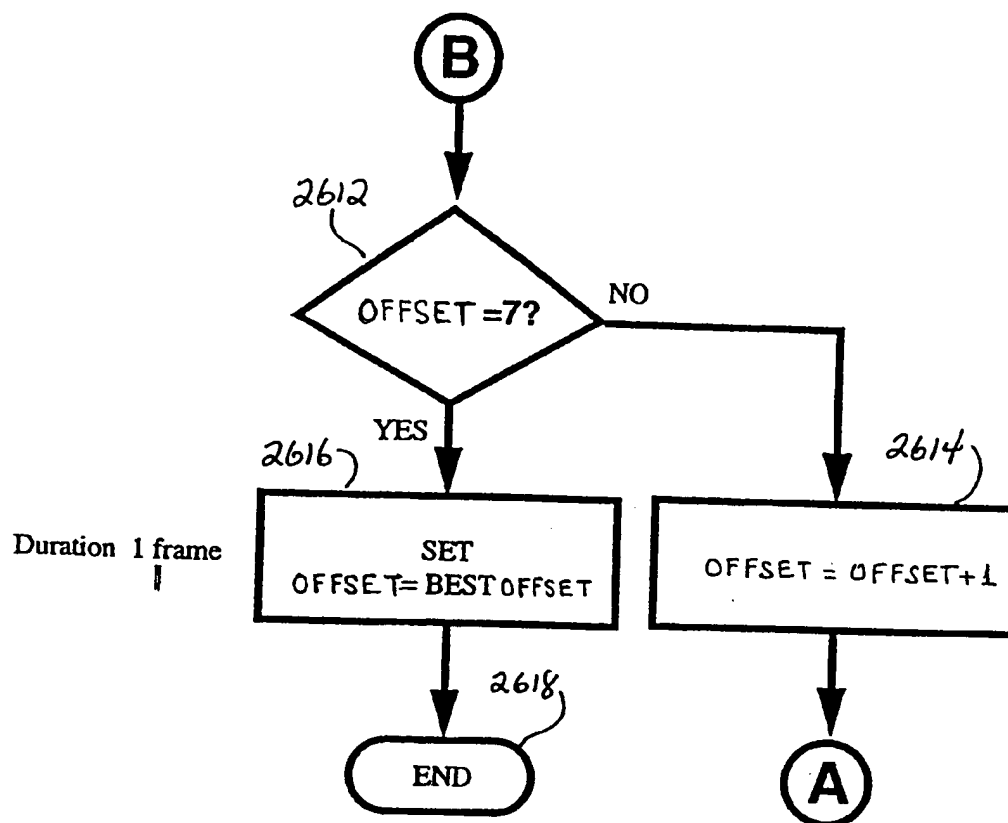 B
2612
OFFSET =7?
NO
YES
2616
2614
Duration 1 frame
SET
OFFSET= BEST OFFSET
OFFSET = OFFSET+1
2618
END
A